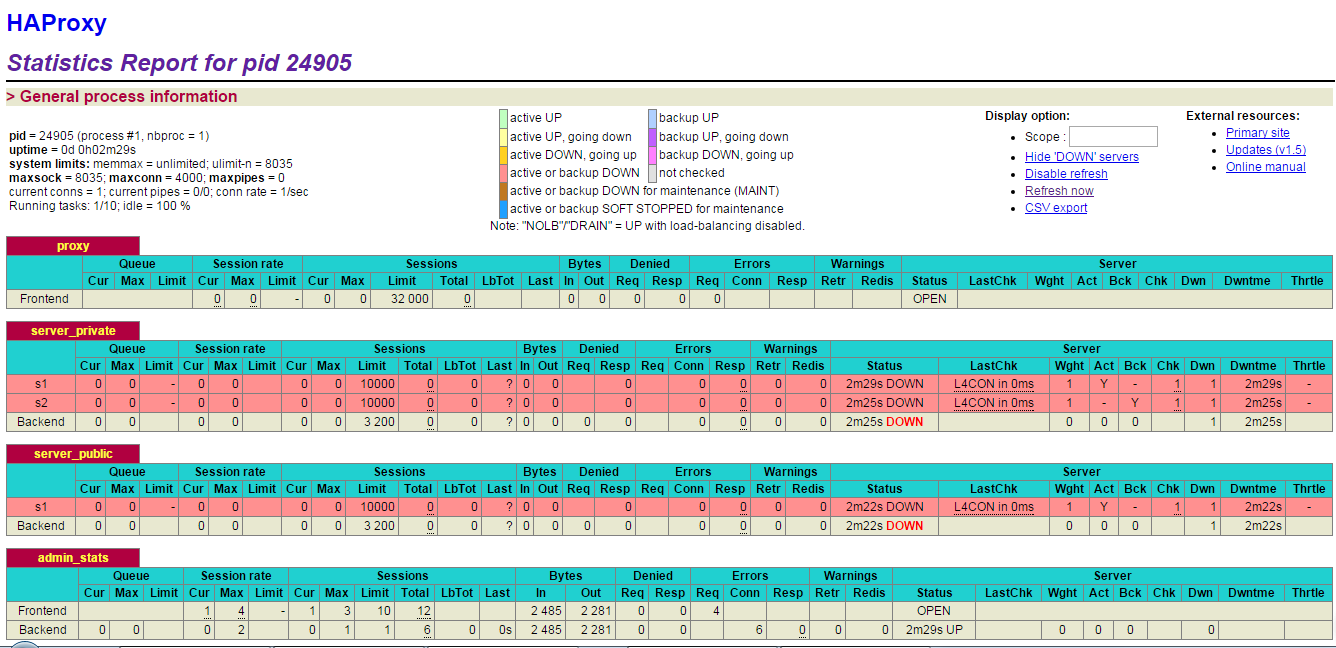 HAProxy
Statistics Report for pid 24905
> General process information
pid = 24905 (process #1, nbproc = 1)
uptime = 0d 0h02m29s
system limits: memmax = unlimited; ulimit-n = 8035
maxsock = 8035; maxconn = 4000; maxpipes = 0
current conns = 1; current pipes = 0/0; conn rate = 1/sec
Running tasks: 1/10; idle = 100 %
active UP backup UP
active UP, going down backup UP, going down
active DOWN, going up backup DOWN, going up
active or backup DOWN not checked
active or backup DOWN for maintenance (MAINT)
active or backup SOFT STOPPED for maintenance
Note: "NOLB"/"DRAIN" = UP with load-balancing disabled.
Display option:
Scope :
Hide 'DOWN' servers
Disable refresh
Refresh now
CSV export
External resources:
Primary site
Updates (v1.5)
Online manual
proxy
Queue Session rate Sessions Bytes Denied Errors Warnings Server
Cur Max Limit Cur Max Limit Cur Max Limit Total LbTot Last In Out Req Resp Req Conn Resp Retr Redis Status LastChk Wght Act Bck Chk Dwn Dwntme Thrtle
Frontend 0 0 - 0 0 32 000 0 0 0 0 0 0 OPEN
server_private
Queue Session rate Sessions Bytes Denied Errors Warnings Server
Cur Max Limit Cur Max Limit Cur Max Limit Total LbTot Last In Out Req Resp Req Conn Resp Retr Redis Status LastChk Wght Act Bck Chk Dwn Dwntme Thrtle
s1 0 0 - 0 0 0 0 10000 0 0 ? 0 0 0 0 0 0 0 2m29s DOWN L4CON in 0ms 1 Y - 1 1 2m29s -
s2 0 0 - 0 0 0 0 10000 0 0 ? 0 0 0 0 0 0 0 2m25s DOWN L4CON in 0ms 1 - Y 1 1 2m25s -
Backend 0 0 0 0 0 0 3 200 0 0 ? 0 0 0 0 0 0 0 0 2m25s DOWN 0 0 0 1 2m25s
server_public
Queue Session rate Sessions Bytes Denied Errors Warnings Server
Cur Max Limit Cur Max Limit Cur Max Limit Total LbTot Last In Out Req Resp Req Conn Resp Retr Redis Status LastChk Wght Act Bck Chk Dwn Dwntme Thrtle
s1 0 0 - 0 0 0 0 10000 0 0 ? 0 0 0 0 0 0 0 2m22s DOWN L4CON in 0ms 1 Y - 1 1 2m22s -
Backend 0 0 0 0 0 0 3 200 0 0 ? 0 0 0 0 0 0 0 0 2m22s DOWN 0 0 0 1 2m22s
admin_stats
Queue Session rate Sessions Bytes Denied Errors Warnings Server
Cur Max Limit Cur Max Limit Cur Max Limit Total LbTot Last In Out Req Resp Req Conn Resp Retr Redis Status LastChk Wght Act Bck Chk Dwn Dwntme Thrtle
Frontend 1 4 - 1 3 10 12 2 485 2 281 0 0 4 OPEN
Backend 0 0 0 2 0 1 1 6 0 0s 2 485 2 281 0 0 6 0 0 0 2m29s UP 0 0 0 0